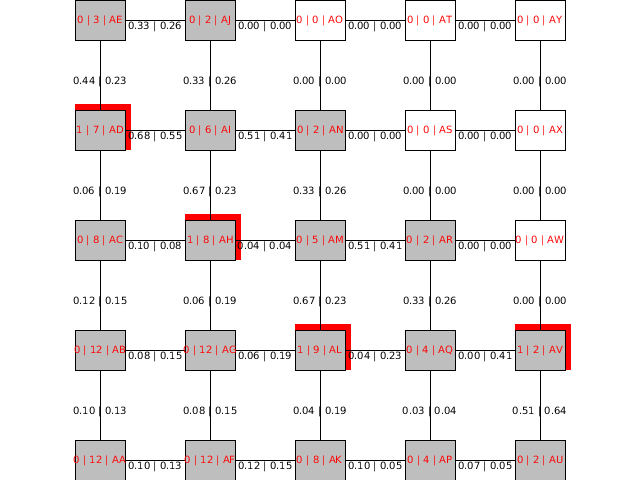 0 | 3 | AE 0.33 | 0.26 0 | 2 | AJ 0.00 | 0.00 0 | 0 | AO 0.00 | 0.00 0 | 0 | AT 0.00 | 0.00 0 | 0 | AY
0.44 | 0.23 0.33 | 0.26 0.00 | 0.00 0.00 | 0.00 0.00 | 0.00
1 | 7 | AD 0.68 | 0.55 0 | 6 | AI 0.51 | 0.41 0 | 2 | AN 0.00 | 0.00 0 | 0 | AS 0.00 | 0.00 0 | 0 | AX
0.06 | 0.19 0.67 | 0.23 0.33 | 0.26 0.00 | 0.00 0.00 | 0.00
0 | 8 | AC 0.10 | 0.08 1 | 8 | AH 0.04 | 0.04 0 | 5 | AM 0.51 | 0.41 0 | 2 | AR 0.00 | 0.00 0 | 0 | AW
0.12 | 0.15 0.06 | 0.19 0.67 | 0.23 0.33 | 0.26 0.00 | 0.00
0 | 12 | AB 0.08 | 0.15 0 | 12 | AG 0.06 | 0.19 1 | 9 | AL 0.04 | 0.23 0 | 4 | AQ 0.00 | 0.41 1 | 2 | AV
0.10 | 0.13 0.08 | 0.15 0.04 | 0.19 0.03 | 0.04 0.51 | 0.64
0 | 12 | AA 0.10 | 0.13 0 | 12 | AF 0.12 | 0.15 0 | 8 | AK 0.10 | 0.05 0 | 4 | AP 0.07 | 0.05 0 | 2 | AU